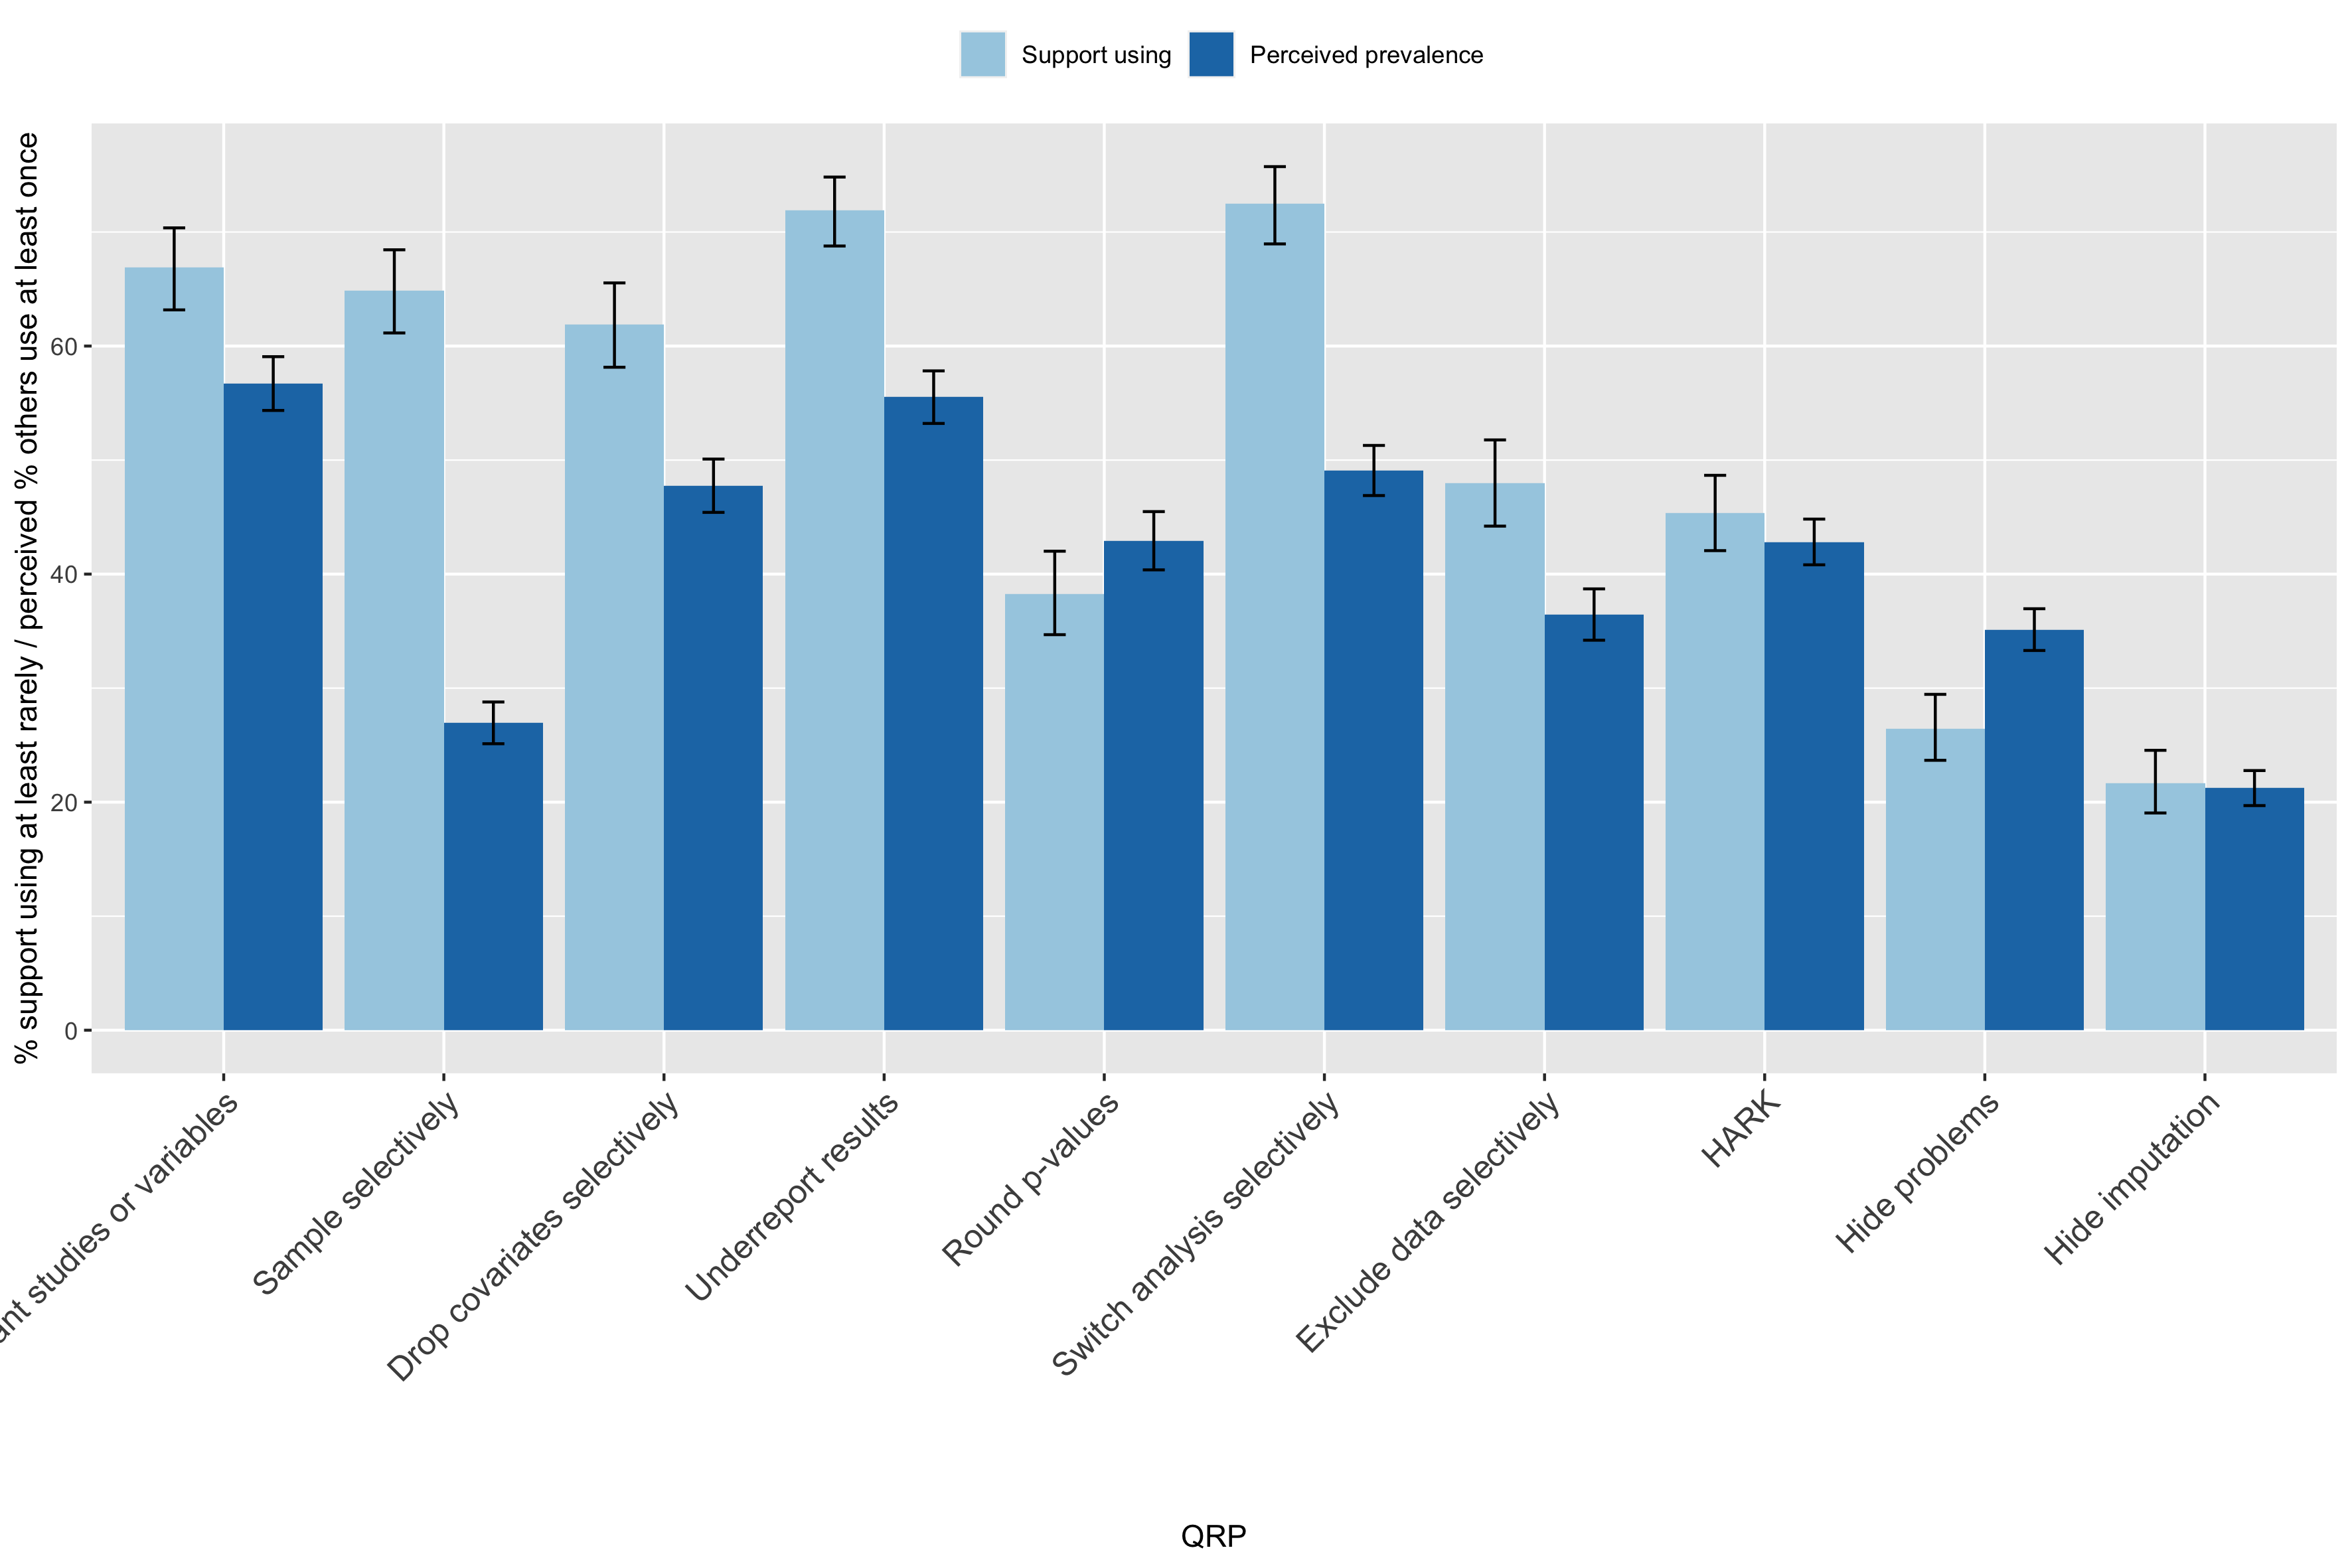 Support using
Perceived prevalence
% support using at least rarely / perceived % others use at least once
60
40
20
0
studies or variables
Sample selectively
Drop covariates selectively
Underreport results
Round p-values
Switch analysis selectively
Exclude data selectively
HARK
Hide problems
Hide imputation
QRP